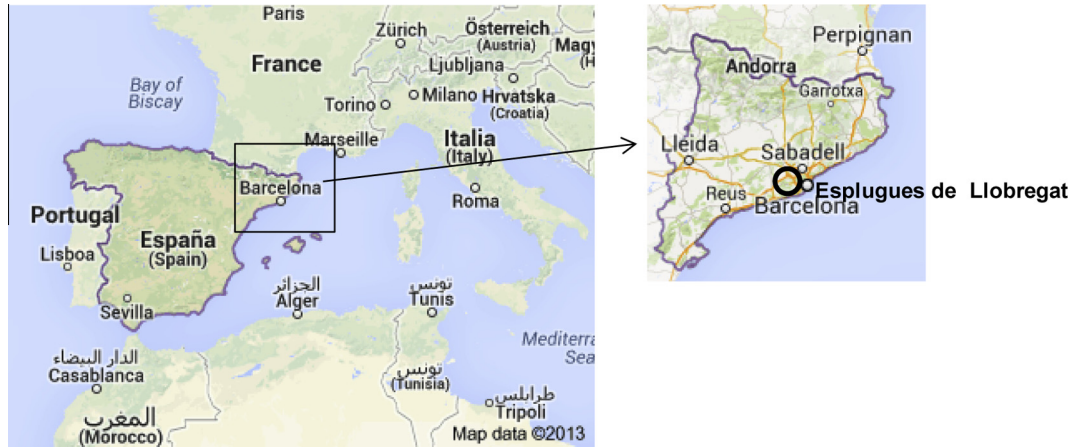 Paris
Zürich
Österreich
(Austria)
Magy
(H
France
Ljubljana
Bay of
Biscay
Torino
Milano
Hrvatska
(Croatia)
Marseille
Italia
(Italy)
Barcelona
Roma
Portugal
España
(Spain)
Lisboa
Sevilla
الجزائر
Alger
تونس
Tunis
Mediterra
Sea
الدار البيضاء
Casablanca
تونس
(Tunisia)
طرابلس
Tripoli
المغرب
(Morocco)
Map data ©2013
Perpignan
Andorra
Garrotxa
Lleida
Sabadell
Esplugues de Llobregat
Reus
Barcelona